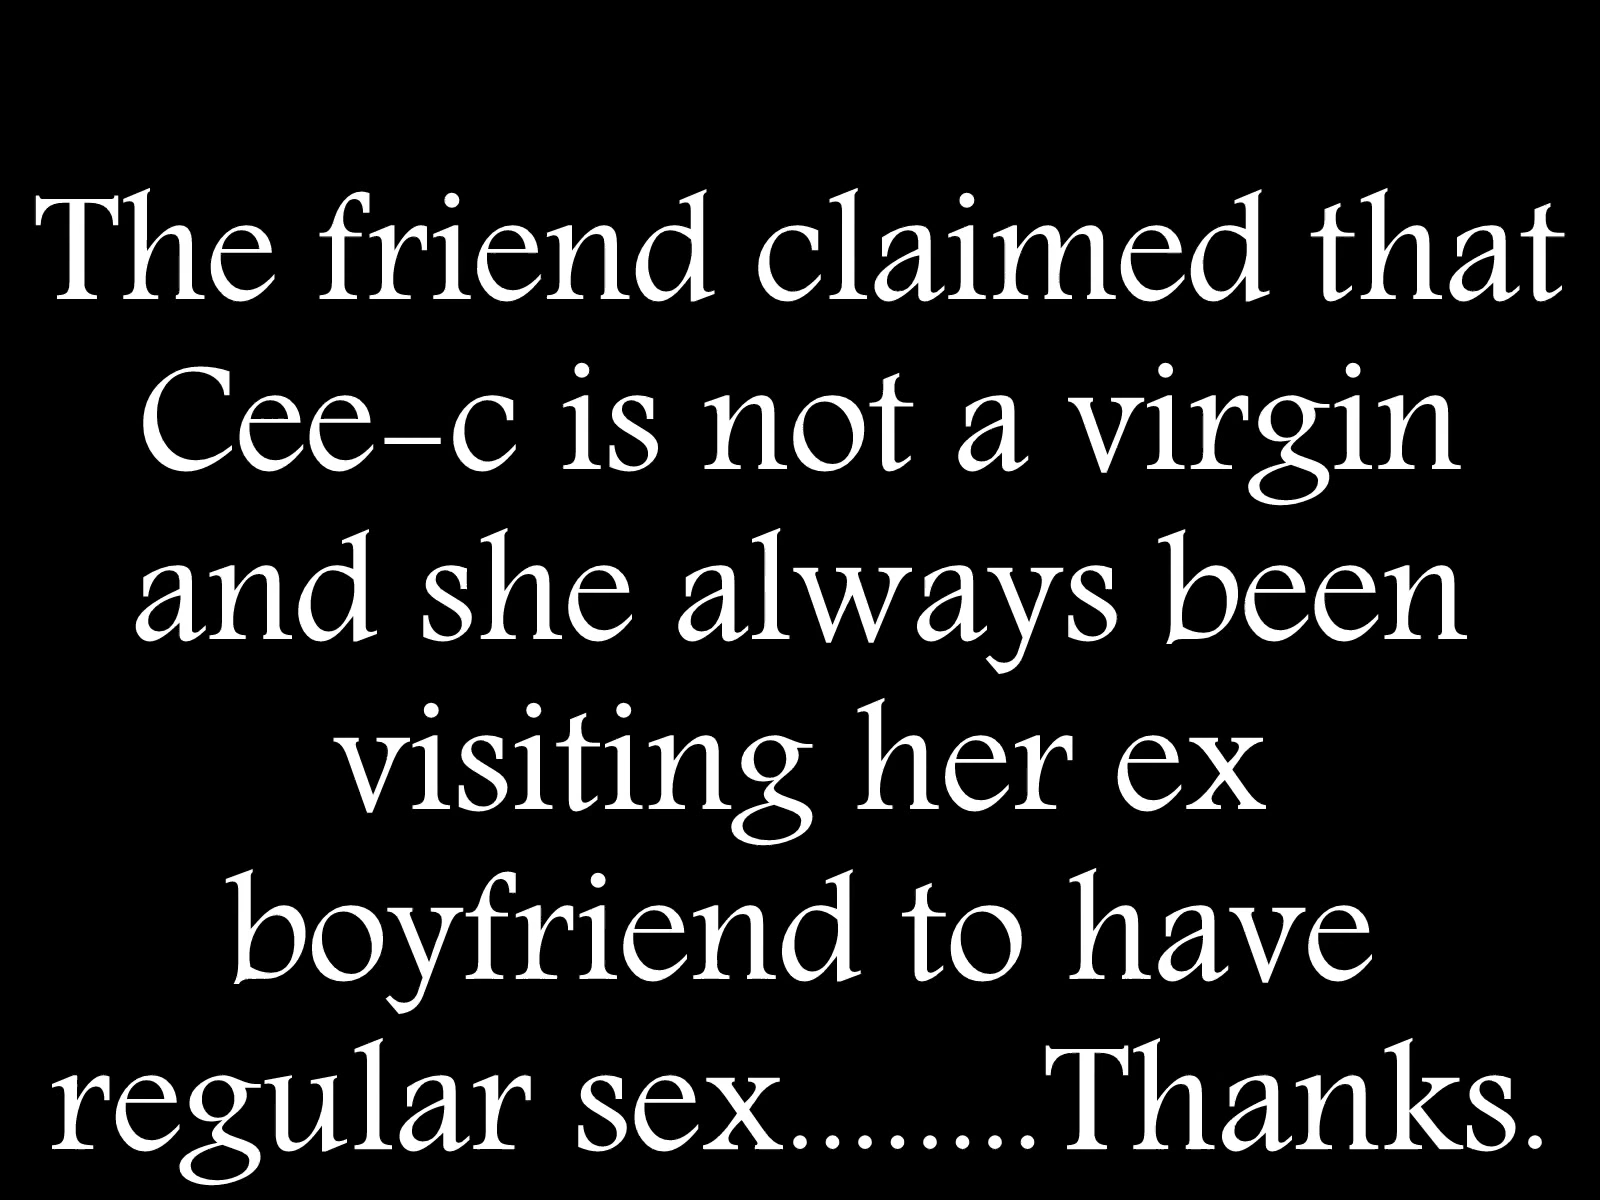 The friend claimed that
Cee-c is not a virgin
and she always been
visiting her ex
boyfriend to have
regular sex........Thanks.